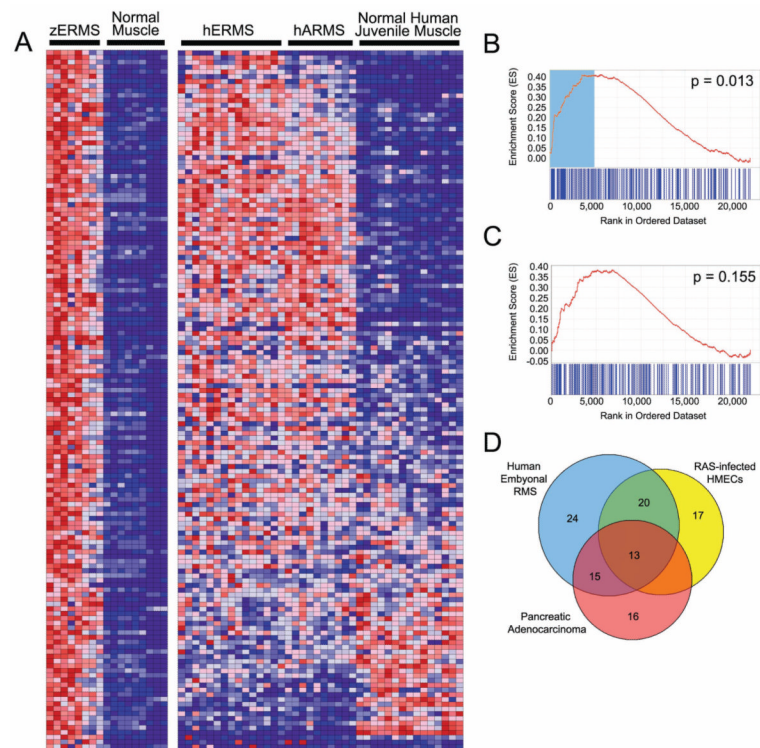 A
zERMS
Normal
Muscle
hERMS
hARMS
Normal Human
Juvenile Muscle
B
Enrichment Score (ES)
0.40
0.35
0.30
0.25
0.20
0.15
0.10
0.05
0.00
p = 0.013
0 5,000 10,000 15,000 20,000
Rank in Ordered Dataset
C
Enrichment Score (ES)
0.40
0.35
0.30
0.25
0.20
0.15
0.10
0.05
0.00
-0.05
p = 0.155
0 5,000 10,000 15,000 20,000
Rank in Ordered Dataset
D
Human
Embyonal
RMS
RAS-infected
HMECs
24
20
17
13
15
16
Pancreatic
Adenocarcinoma